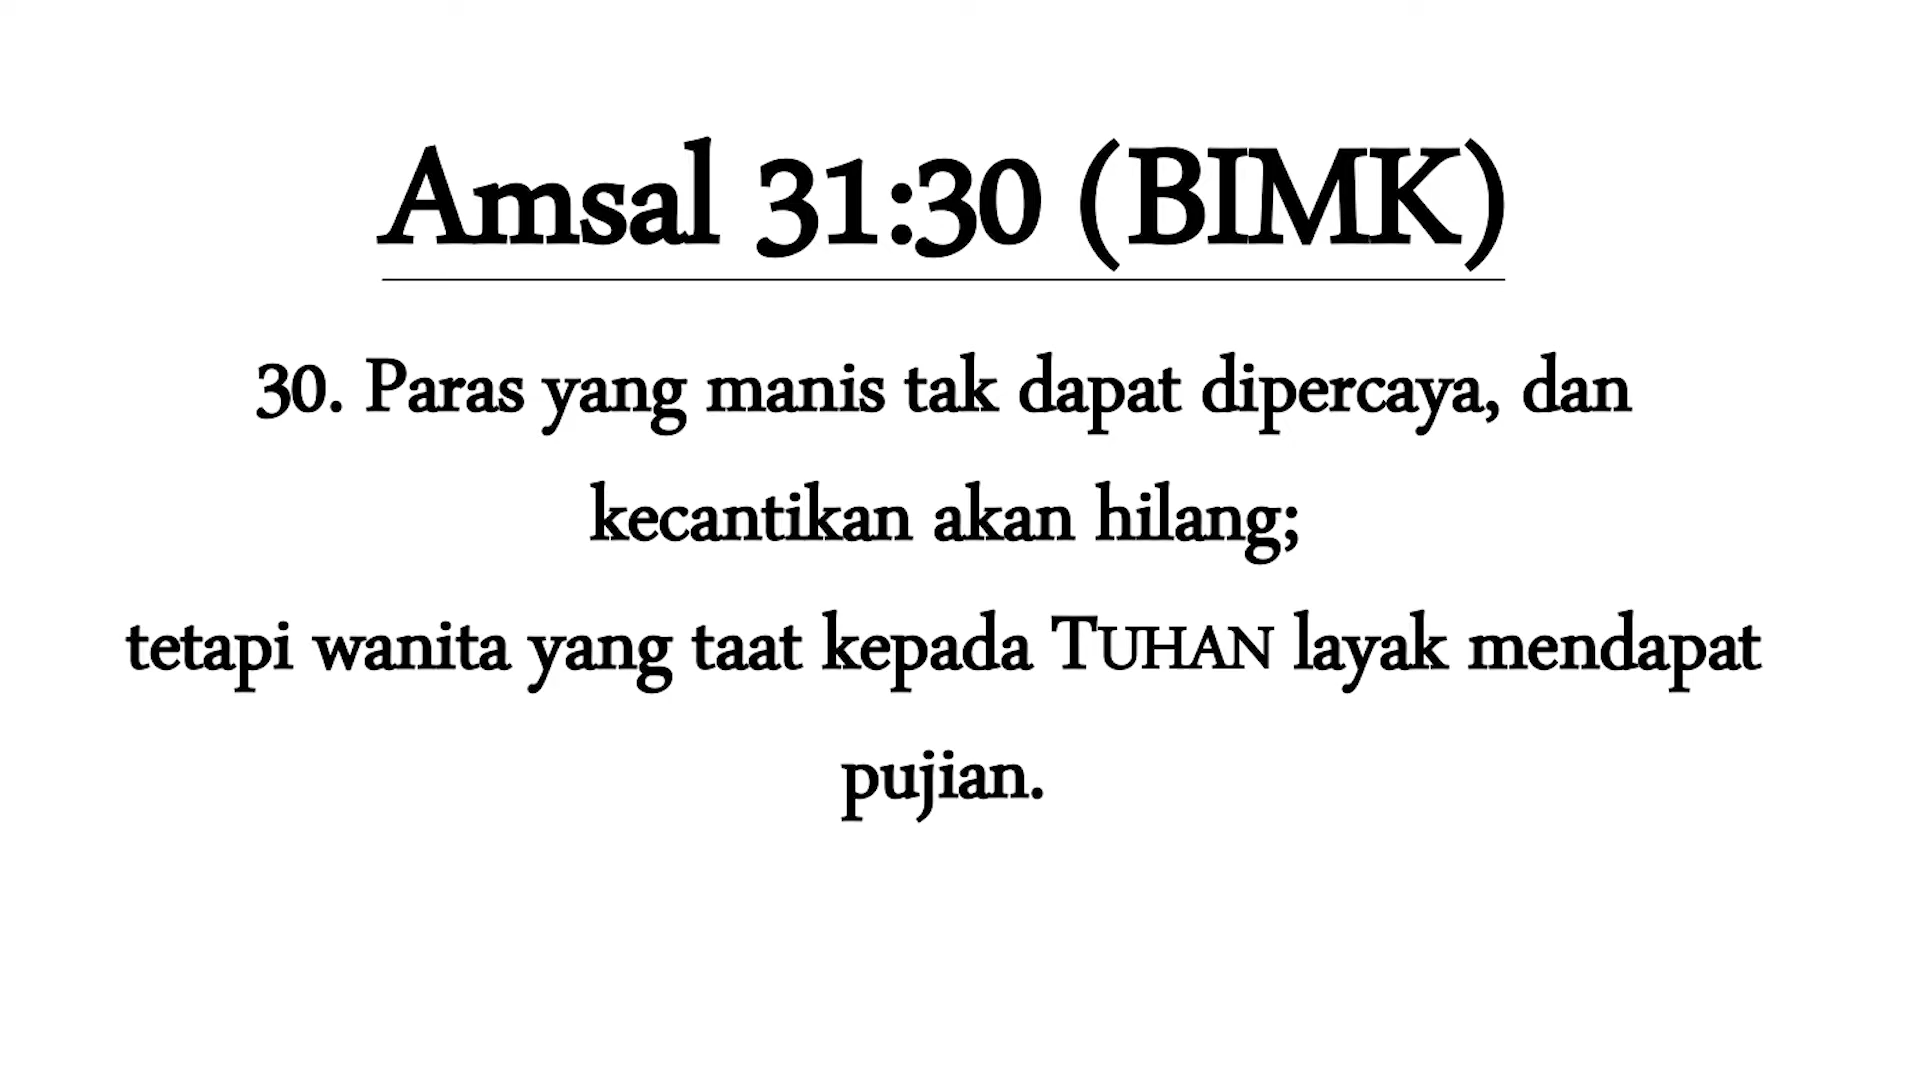 Amsal 31:30 (BIMK)
30. Paras yang manis tak dapat dipercaya, dan
kecantikan akan hilang;
tetapi wanita yang taat kepada TUHAN layak mendapat
pujian.